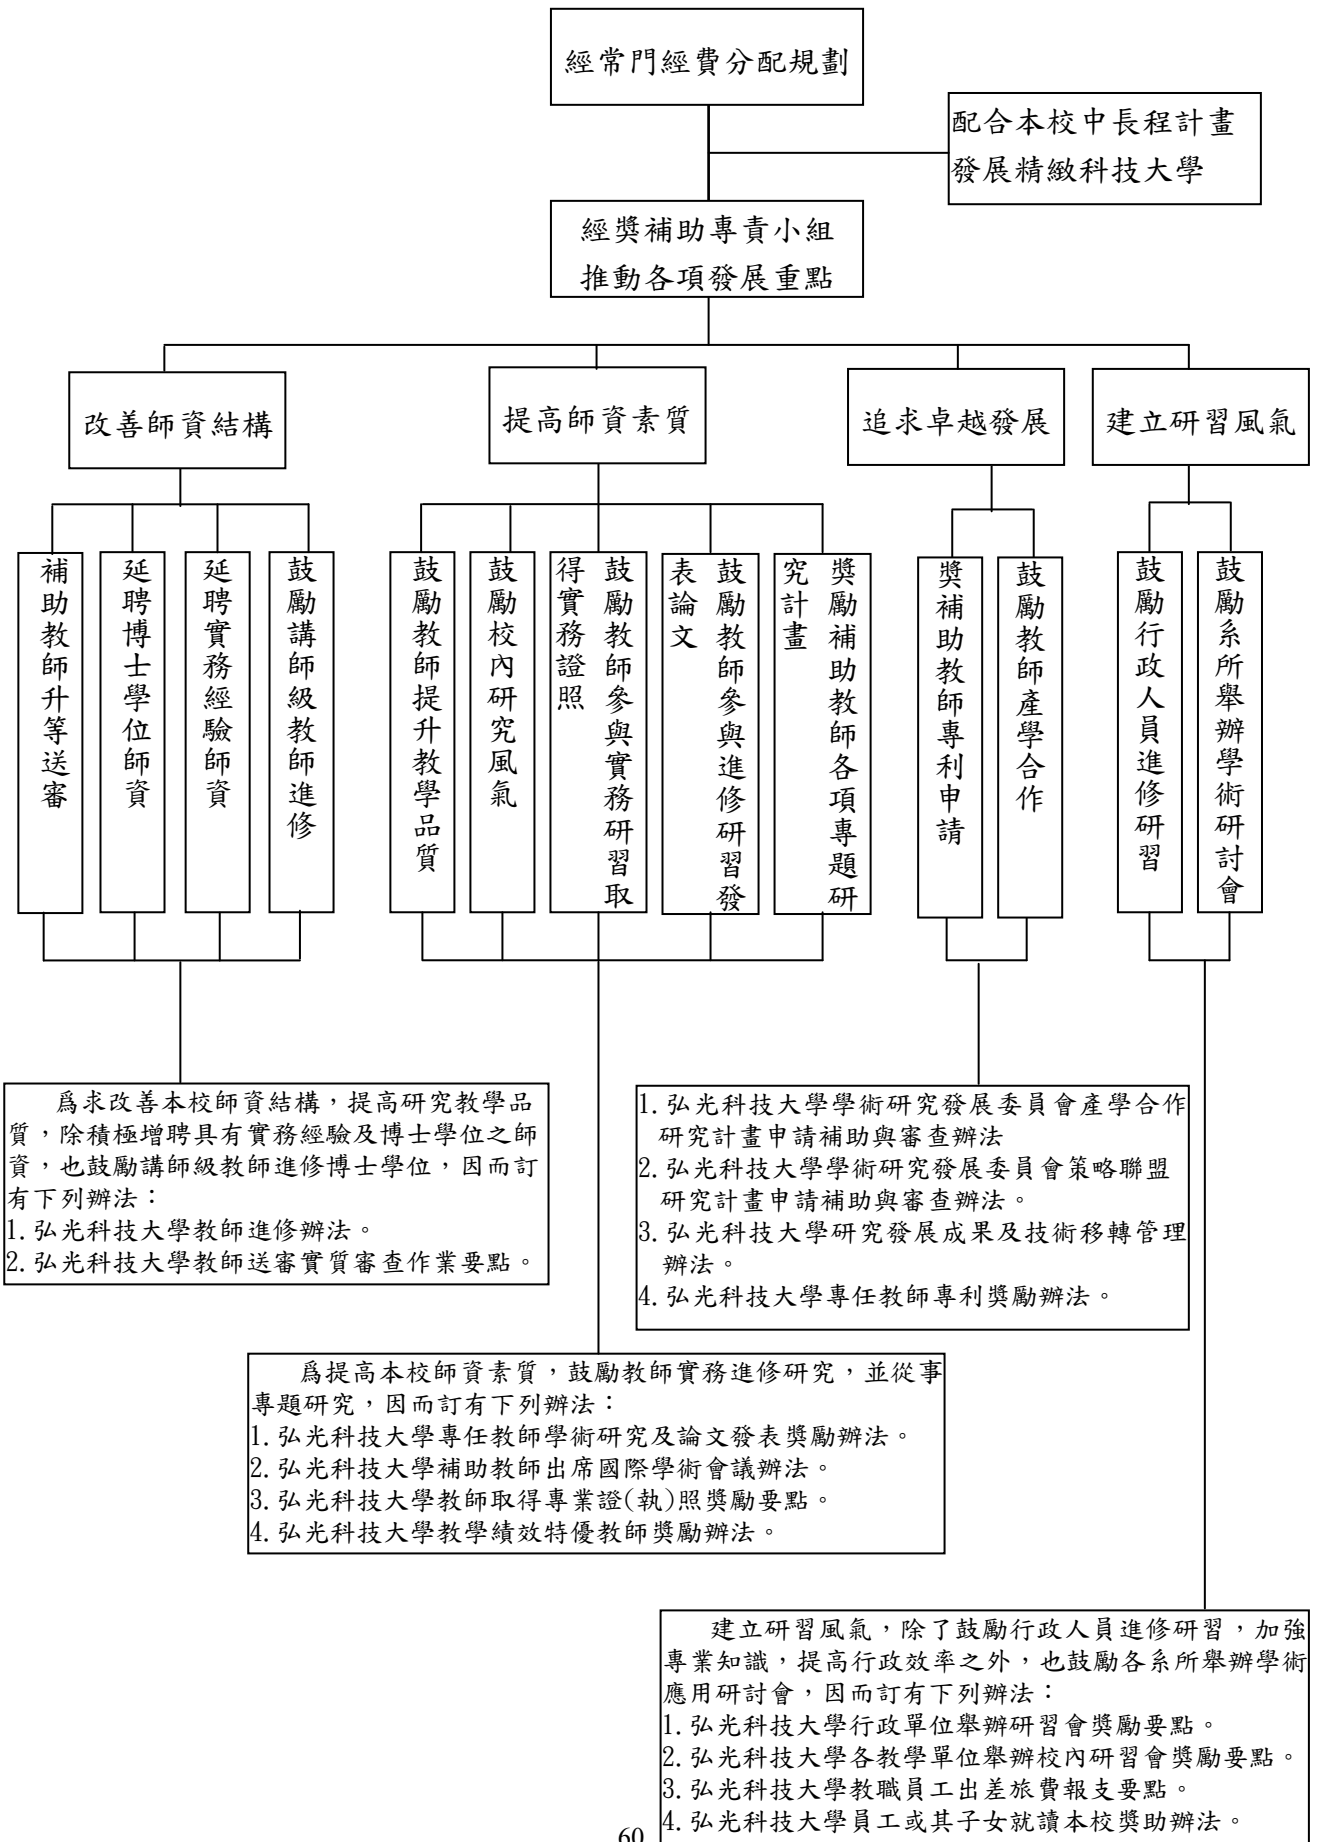 經常門經費分配規劃
配合本校中長程計畫
發展精緻科技大學
經獎補助專責小組
推動各項發展重點
改善師資結構
提高師資素質
追求卓越發展
建立研習風氣
補助教師升等送審
延聘博士學位師資
延聘實務經驗師資
鼓勵講師級教師進修
鼓勵教師提升教學品質
鼓勵校內研究風氣
鼓勵教師參與實務研習取
得實務證照
鼓勵教師參與進修研習發
表論文
獎勵補助教師各項專題研
究計畫
獎補助教師專利申請
鼓勵教師產學合作
鼓勵行政人員進修研習
鼓勵系所舉辦學術研討會
為求改善本校師資結構，提高研究教學品
質，除積極增聘具有實務經驗及博士學位之師
資，也鼓勵講師級教師進修博士學位，因而訂
有下列辦法：
1.弘光科技大學教師進修辦法。
2.弘光科技大學教師送審實質審查作業要點。
1.弘光科技大學學術研究發展委員會產學合作
研究計畫申請補助與審查辦法
2.弘光科技大學學術研究發展委員會策略聯盟
研究計畫申請補助與審查辦法。
3.弘光科技大學研究發展成果及技術移轉管理
辦法。
4.弘光科技大學專任教師專利獎勵辦法。
為提高本校師資素質，鼓勵教師實務進修研究，並從事
專題研究，因而訂有下列辦法：
1.弘光科技大學專任教師學術研究及論文發表獎勵辦法。
2.弘光科技大學補助教師出席國際學術會議辦法。
3.弘光科技大學教師取得專業證(執)照獎勵要點。
4.弘光科技大學教學績效特優教師獎勵辦法。
建立研習風氣，除了鼓勵行政人員進修研習，加強
專業知識，提高行政效率之外，也鼓勵各系所舉辦學術
應用研討會，因而訂有下列辦法：
1.弘光科技大學行政單位舉辦研習會獎勵要點。
2.弘光科技大學各教學單位舉辦校內研習會獎勵要點。
3.弘光科技大學教職員工出差旅費報支要點。
4.弘光科技大學員工或其子女就讀本校獎助辦法。
60